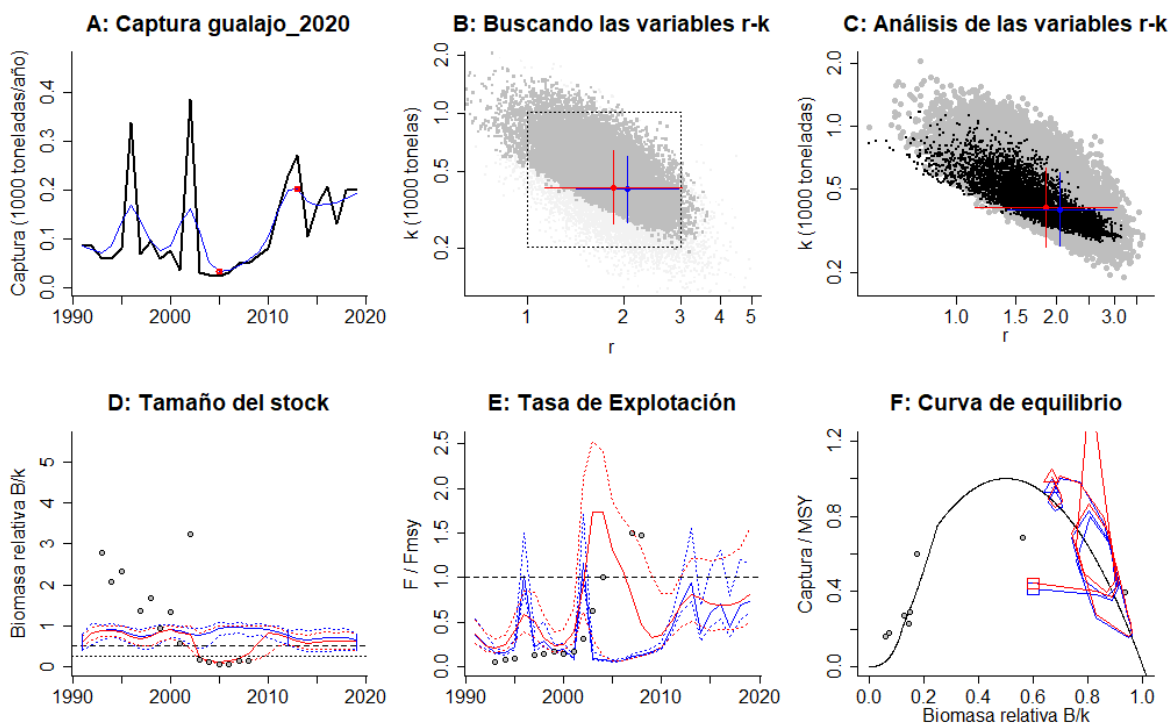 A: Captura gualajo_2020
Captura (1000 toneladas/año)
0.0 0.1 0.2 0.3 0.4
1990 2000 2010 2020
B: Buscando las variables r-k
k (1000 tonelas)
0.2 0.5 1.0 2.0
1 2 3 4 5
r
C: Análisis de las variables r-k
k (1000 toneladas)
0.2 0.5 1.0 2.0
1.0 1.5 2.0 3.0
r
D: Tamaño del stock
Biomasa relativa B/k
0 1 2 3 4 5
1990 2000 2010 2020
E: Tasa de Explotación
F / Fmsy
0.0 0.5 1.0 1.5 2.0 2.5
1990 2000 2010 2020
F: Curva de equilibrio
Captura / MSY
0.0 0.4 0.8 1.2
0.0 0.2 0.4 0.6 0.8 1.0
Biomasa relativa B/k